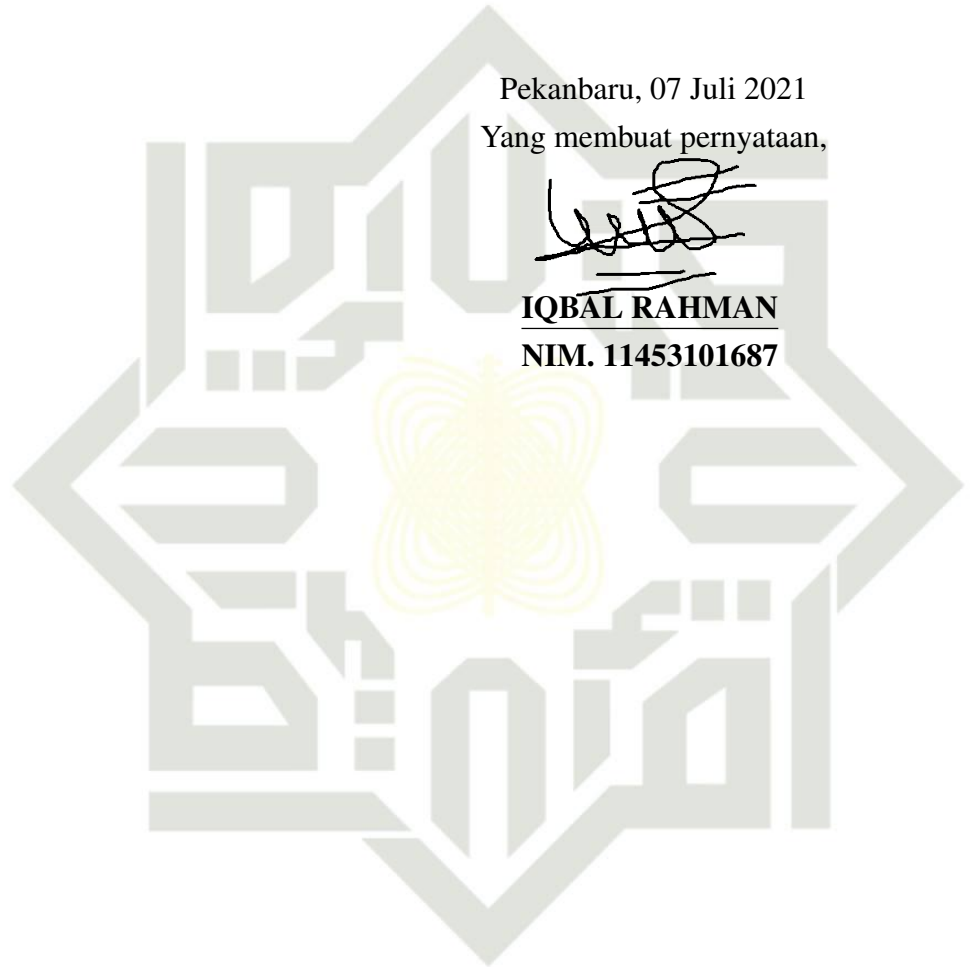 Pekanbaru, 07 Juli 2021
Yang membuat pernyataan,
IQBAL RAHMAN
NIM. 11453101687